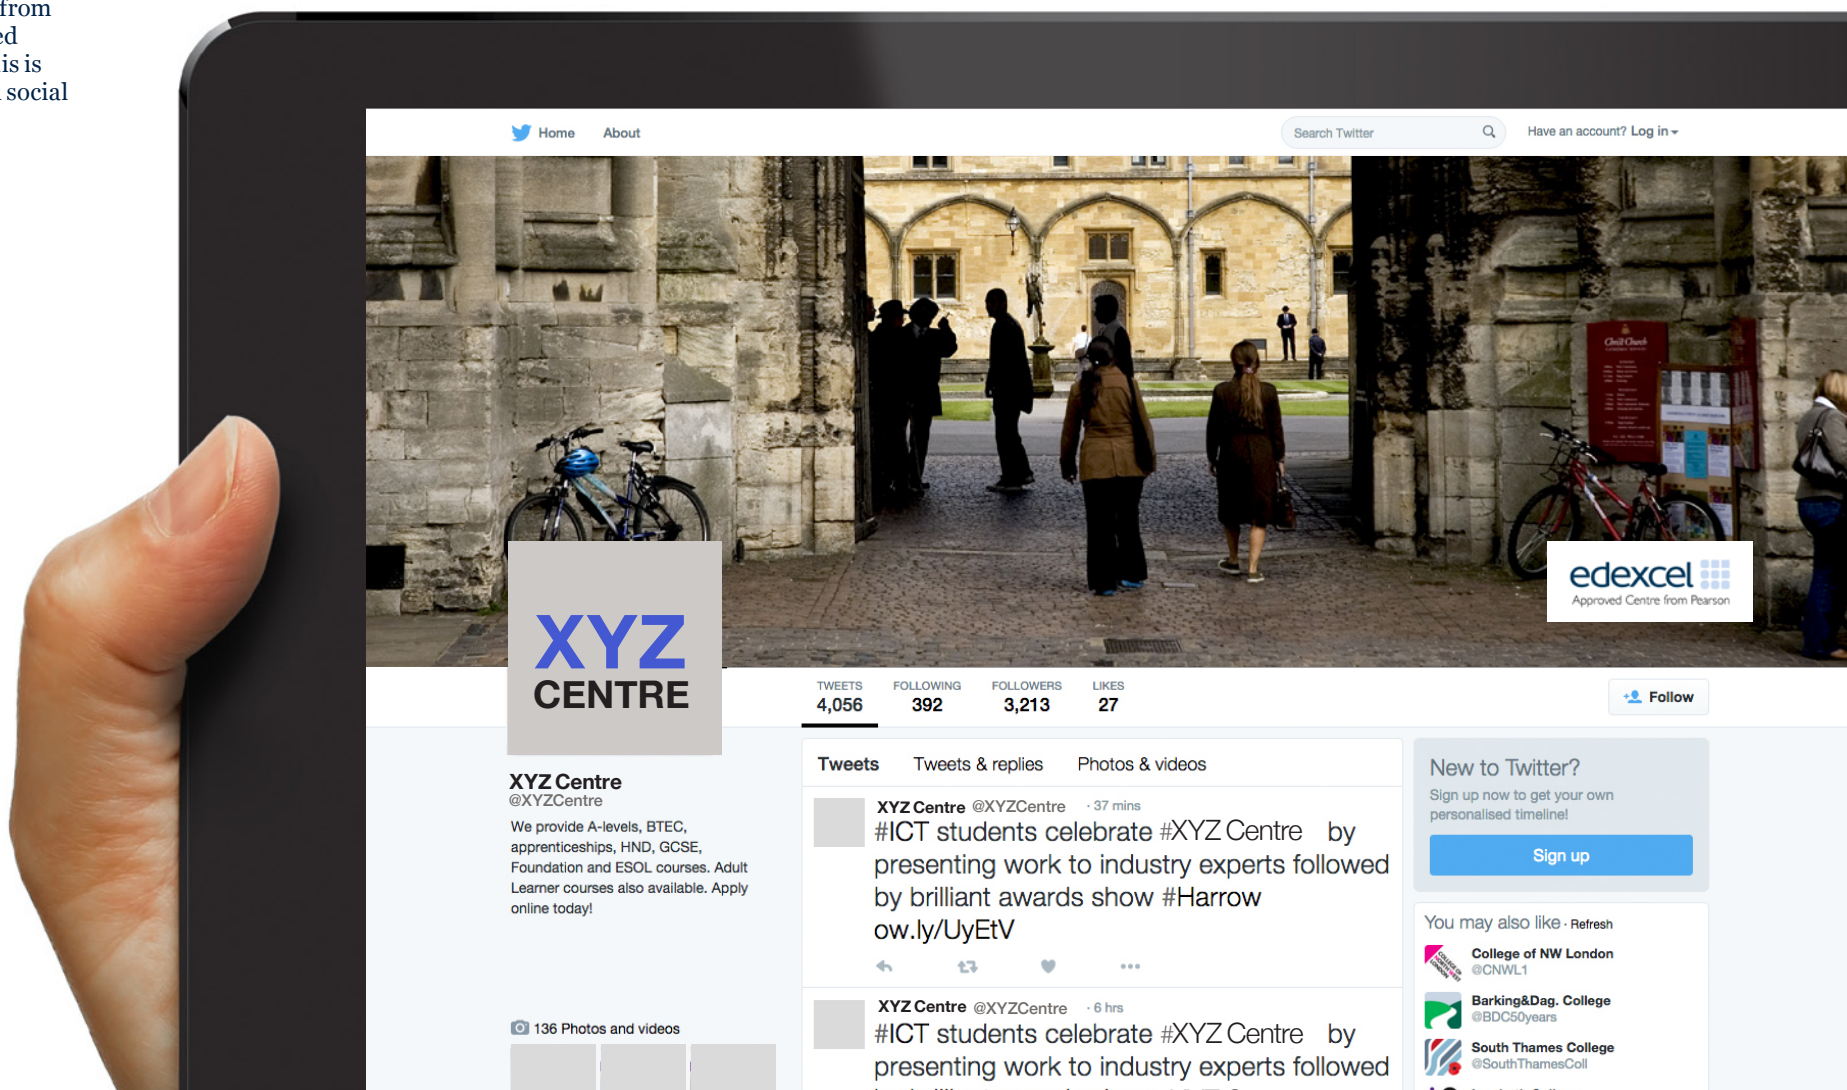 from
ed
is is
social
Home About
Search Twitter
Have an account? Log in
Christ Church
edexcel
Approved Centre from Pearson
XYZ
CENTRE
TWEETS FOLLOWING FOLLOWERS LIKES
4,056 392 3,213 27
Follow
XYZ Centre
@XYZCentre
We provide A-levels, BTEC,
apprenticeships, HND, GCSE,
Foundation and ESOL courses. Adult
Learner courses also available. Apply
online today!
136 Photos and videos
Tweets Tweets & replies Photos & videos
XYZ Centre @XYZCentre · 37 mins
#ICT students celebrate #XYZ Centre by
presenting work to industry experts followed
by brilliant awards show #Harrow
ow.ly/UyEtV
XYZ Centre @XYZCentre · 6 hrs
#ICT students celebrate #XYZ Centre by
presenting work to industry experts followed
New to Twitter?
Sign up now to get your own
personalised timeline!
Sign up
You may also like · Refresh
COLLEGE OF
NORTH WEST
LONDON
College of NW London
@CNWL1
Barking&Dag. College
@BDC50years
South Thames College
@SouthThamesColl